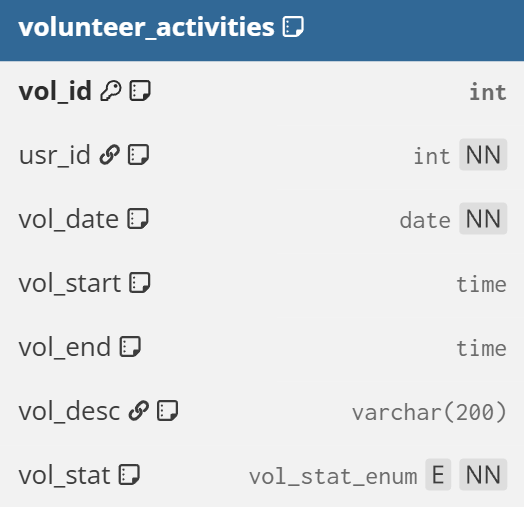 volunteer_activities
vol_id int
usr_id int NN
vol_date date NN
vol_start time
vol_end time
vol_desc varchar(200)
vol_stat vol_stat_enum E NN